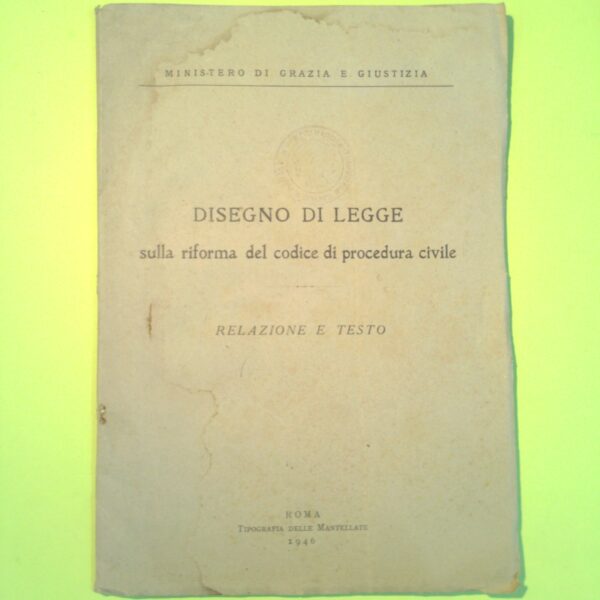 MINISTERO DI GRAZIA E GIUSTIZIA
DISEGNO DI LEGGE
sulla riforma del codice di procedura civile
RELAZIONE E TESTO
ROMA
TIPOGRAFIA DELLE MANTELLATE
1946